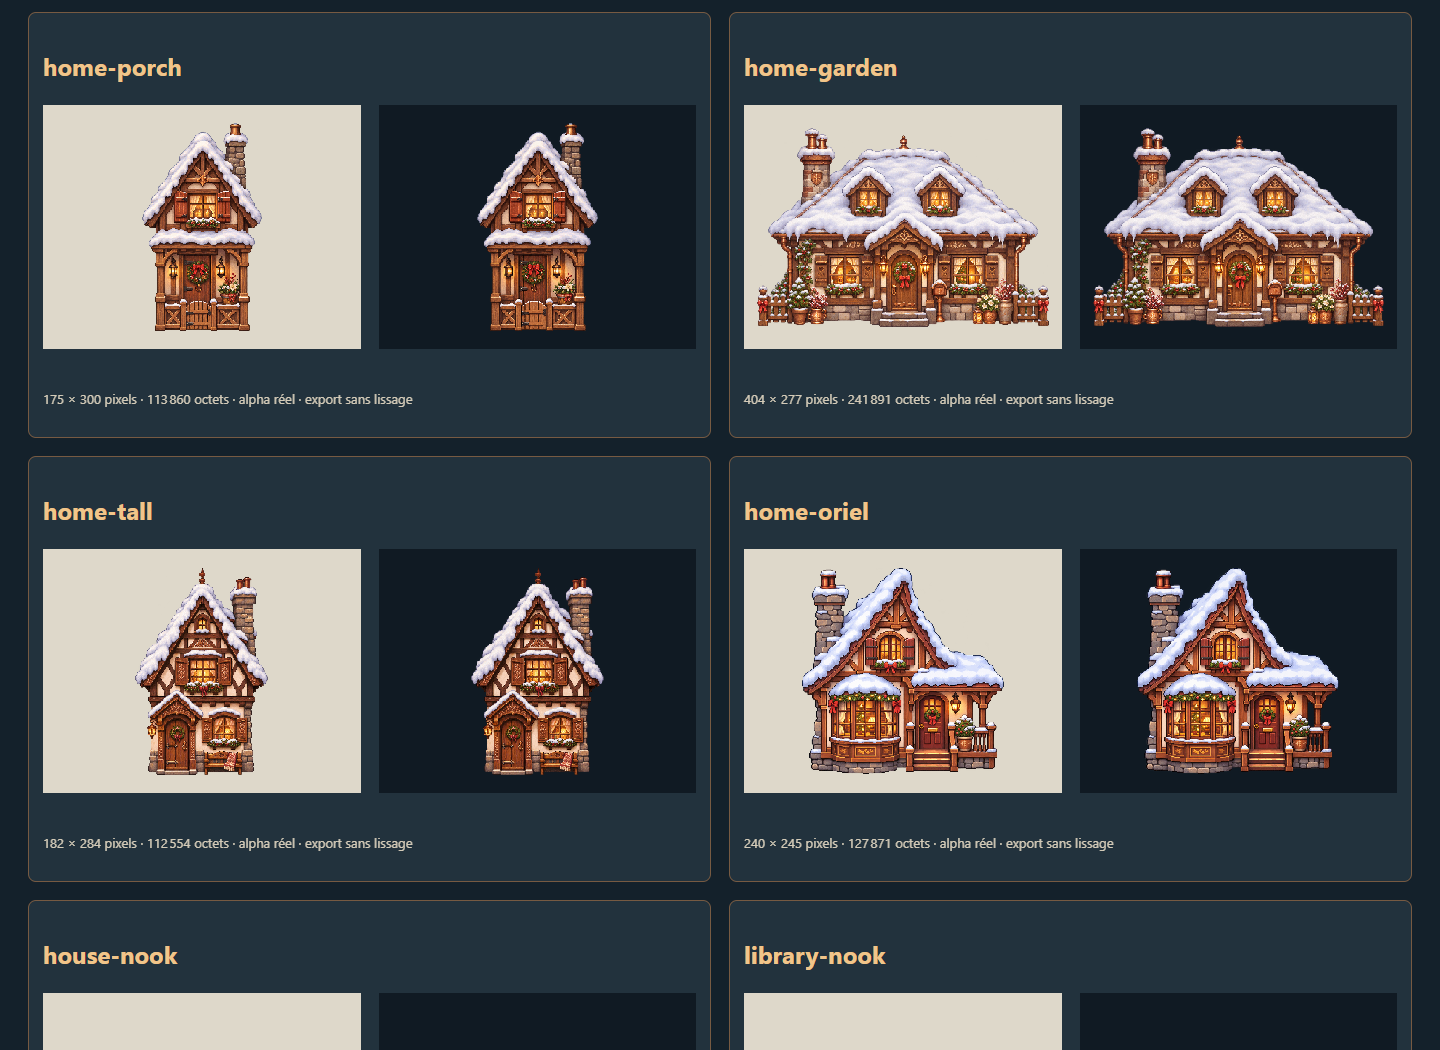 home-porch
175 × 300 pixels · 113 860 octets · alpha réel · export sans lissage
home-garden
404 × 277 pixels · 241 891 octets · alpha réel · export sans lissage
home-tall
182 × 284 pixels · 112 554 octets · alpha réel · export sans lissage
home-oriel
240 × 245 pixels · 127 871 octets · alpha réel · export sans lissage
house-nook
library-nook